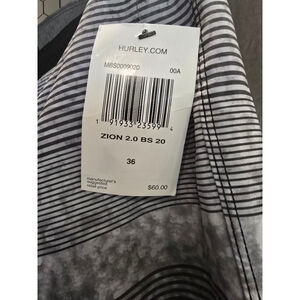 HURLEY.COM
MBS0009020 00A
1 91933 23599 4
ZION 2.0 BS 20
36
manufacturer's
suggested
retail price
$60.00